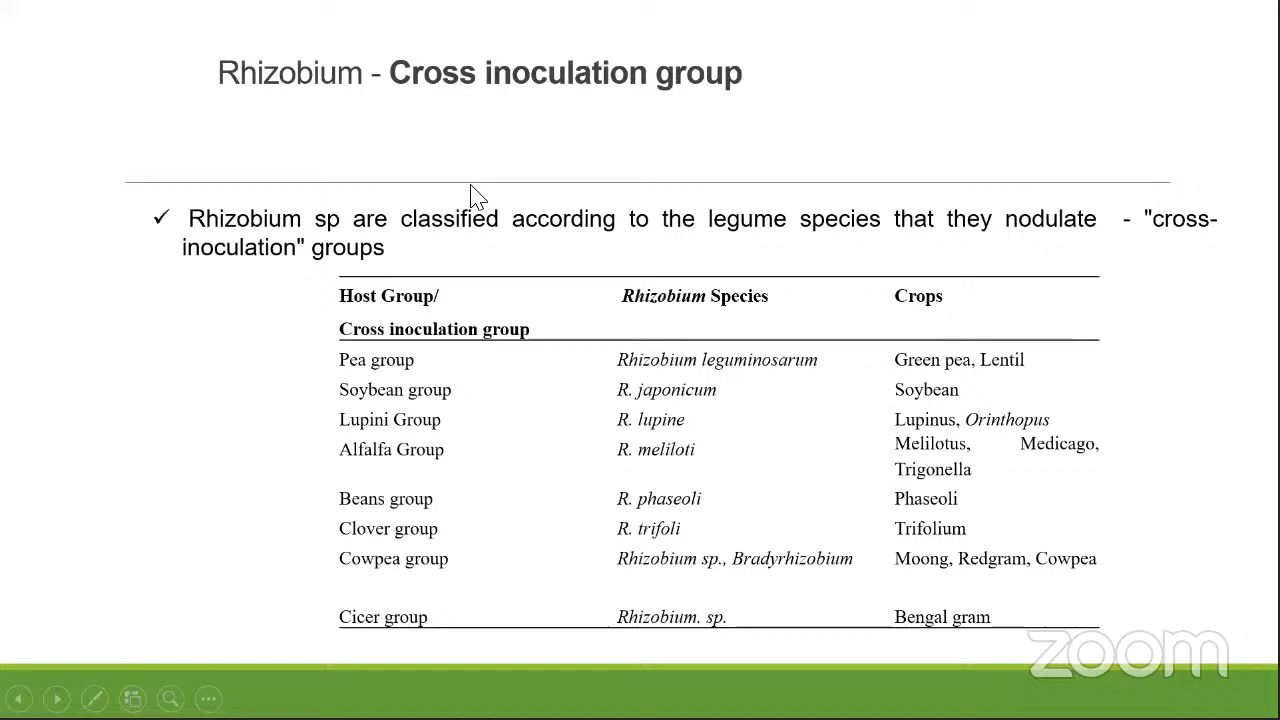 Rhizobium - Cross inoculation group
✓ Rhizobium sp are classified according to the legume species that they nodulate - "cross-
inoculation" groups
Host Group/ Rhizobium Species Crops
Cross inoculation group
Pea group Rhizobium leguminosarum Green pea, Lentil
Soybean group R. japonicum Soybean
Lupini Group R. lupine Lupinus, Orinthopus
Alfalfa Group R. meliloti Melilotus, Medicago,
Trigonella
Beans group R. phaseoli Phaseoli
Clover group R. trifoli Trifolium
Cowpea group Rhizobium sp., Bradyrhizobium Moong, Redgram, Cowpea
Cicer group Rhizobium. sp. Bengal gram
zoom